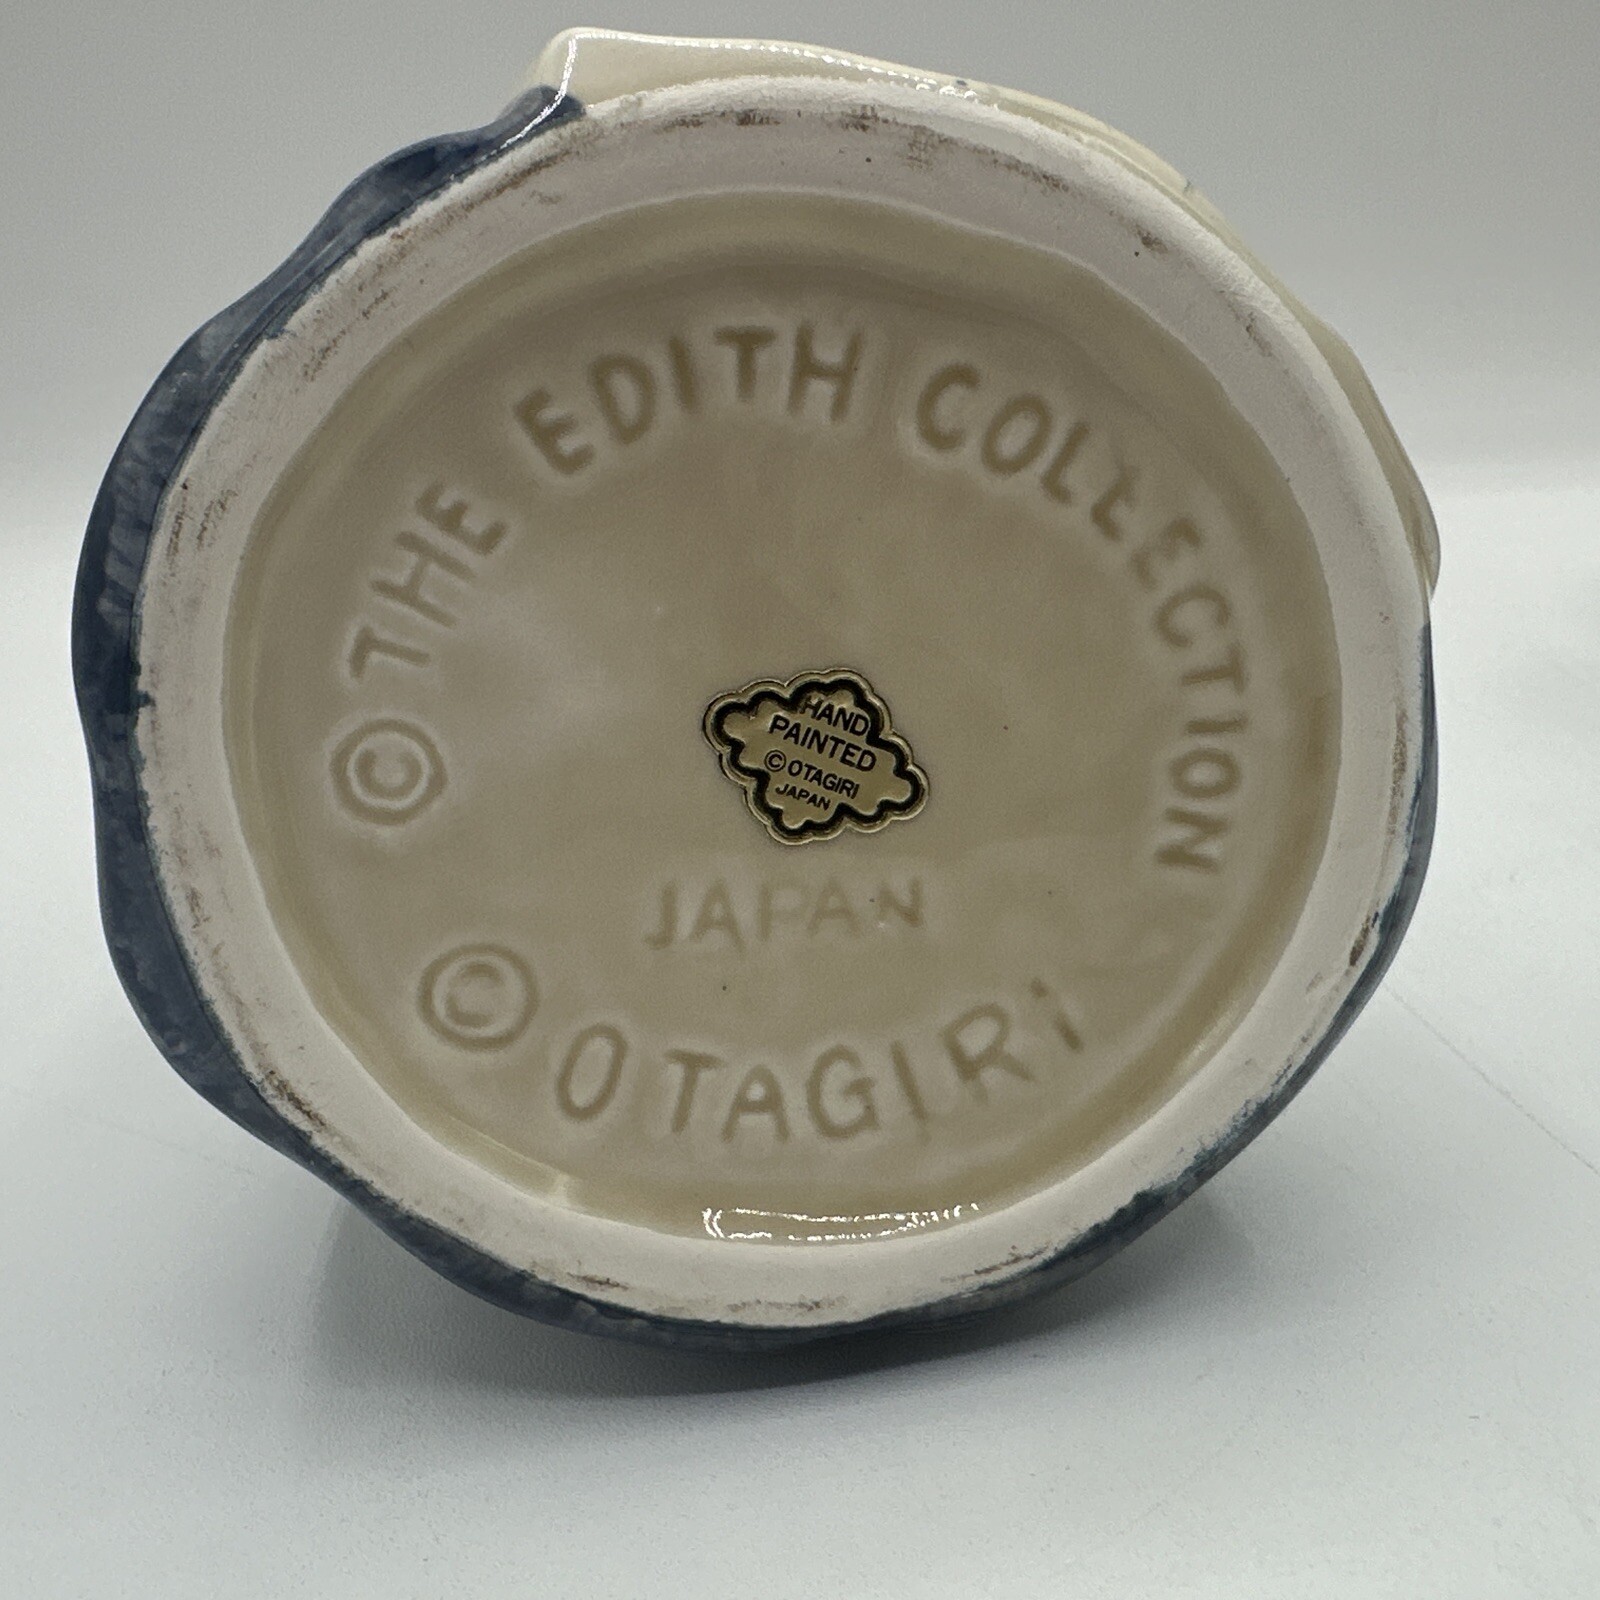 © THE EDITH COLLECTION
HAND
PAINTED
© OTAGIRI
JAPAN
JAPAN
© OTAGIRi